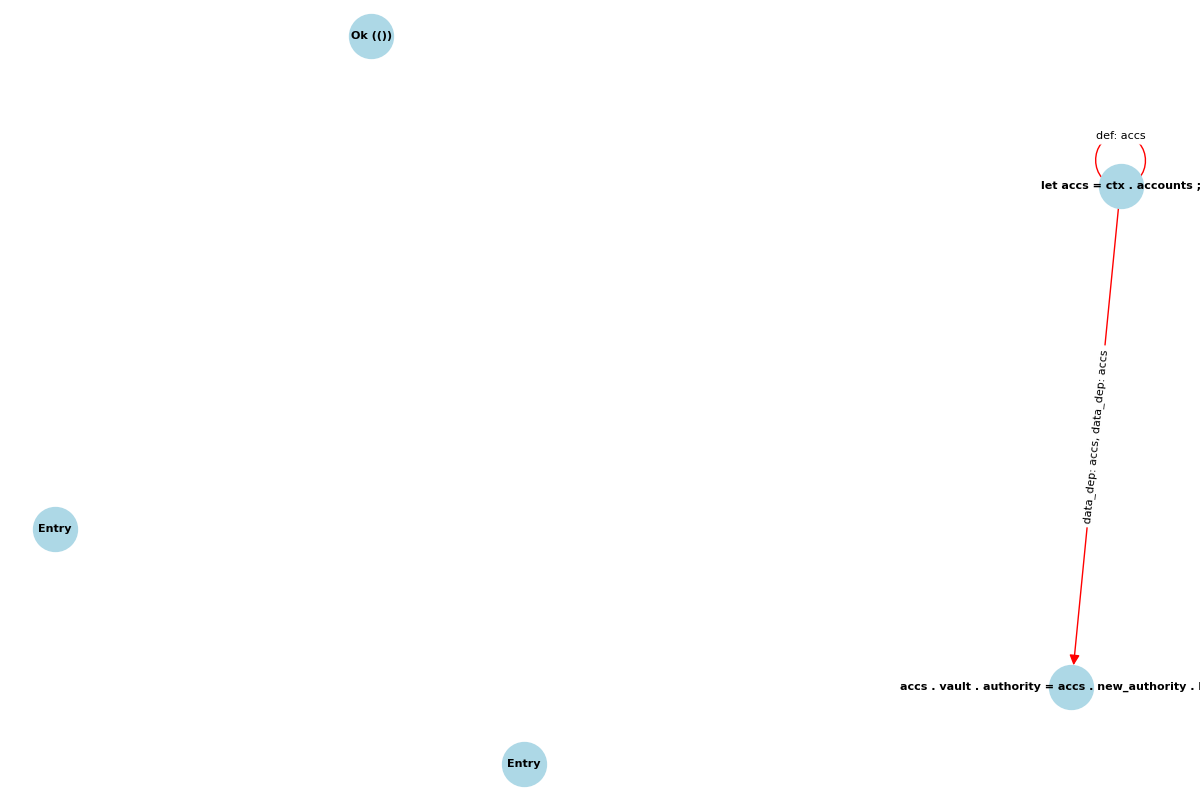 Ok (())
def: accs
let accs = ctx . accounts ;
data_dep: accs, data_dep: accs
Entry
accs . vault . authority = accs . new_authority .
Entry